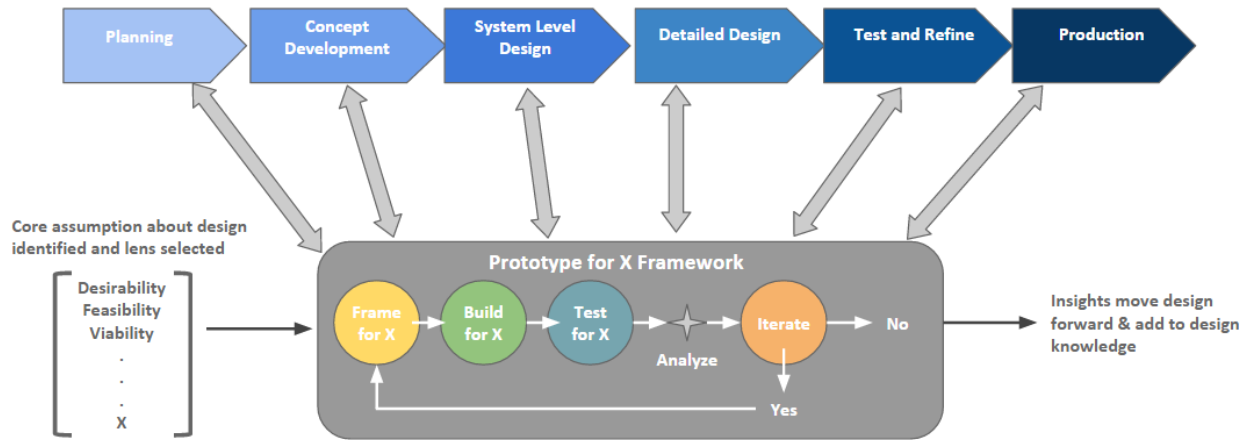 Planning
Concept
Development
System Level
Design
Detailed Design
Test and Refine
Production
Core assumption about design
identified and lens selected
Desirability
Feasibility
Viability
.
.
.
X
Prototype for X Framework
Frame
for X
Build
for X
Test
for X
Analyze
Iterate
No
Yes
Insights move design
forward & add to design
knowledge